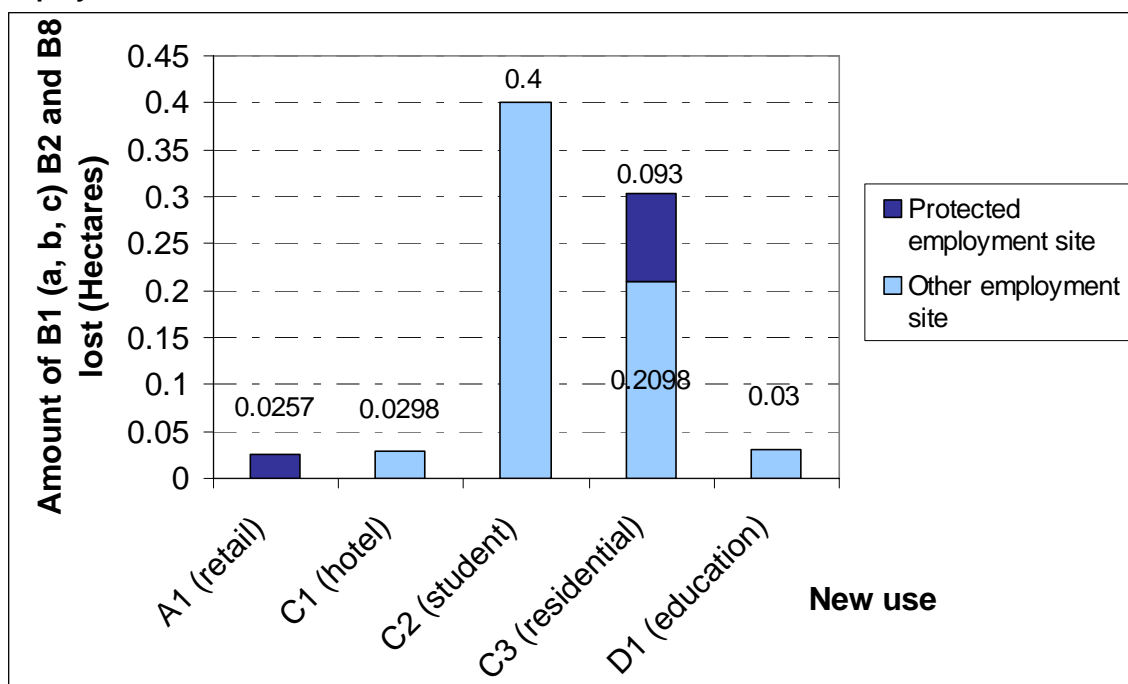 Amount of B1 (a, b, c) B2 and B8
lost (Hectares)
0.45
0.4
0.35
0.3
0.25
0.2
0.15
0.1
0.05
0
0.0257
0.0298
0.4
0.093
0.2098
0.03
A1 (retail)
C1 (hotel)
C2 (student)
C3 (residential)
D1 (education)
New use
Protected
employment site
Other employment
site